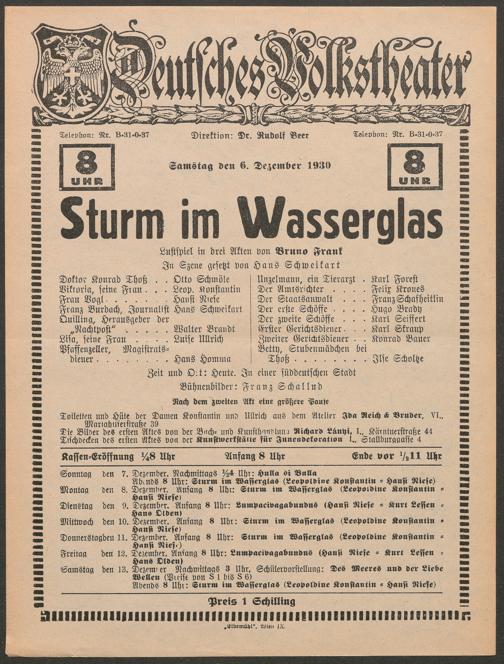 Deutsches Volkstheater
Telephon: Nr. B-31-0-37 Direktion: Dr. Rudolf Beer Telephon: Nr. B-31-0-37
8 UHR Samstag den 6. Dezember 1930 8 UHR
Sturm im Wasserglas
Lustspiel in drei Akten von Bruno Frank
In Szene gesetzt von Hans Schweikart
Doktor Konrad Thoß . . . Otto Schmöle
Viktoria, seine Frau . . . Leop. Konstantin
Frau Vogl . . . . . . . Hansi Niese
Franz Burbach, Journalist Hans Schweikart
Quilling, Herausgeber der
„Nachtpost“ . . . . . . Walter Brandt
Lisa, seine Frau . . . . Luise Ullrich
Pfaffenzeller, Magistrats-
diener . . . . . . . . Hans Homma
Unzelmann, ein Tierarzt . Karl Forest
Der Amtsrichter . . . . Felix Krones
Der Staatsanwalt . . . . Franz Schafheitlin
Der erste Schöffe . . . . Hugo Brady
Der zweite Schöffe . . . Karl Seiffert
Erster Gerichtsdiener . . Karl Skraup
Zweiter Gerichtsdiener . . Konrad Bauer
Betty, Stubenmädchen bei
Thoß . . . . . . . . Ilse Scholtze
Zeit und Ort: Heute. In einer süddeutschen Stadt
Bühnenbilder: Franz Schallud
Nach dem zweiten Akt eine größere Pause
Toiletten und Hüte der Damen Konstantin und Ullrich aus dem Atelier Ida Reich & Bruder, VI.,
Mariahilferstraße 39
Die Bilder des ersten Aktes von der Buch- und Kunsthandlung Richard Lányi, I., Kärntnerstraße 44
Tischdecken des ersten Aktes von der Kunstwerkstätte für Innendekoration I., Stallburggasse 4
Kassen-Eröffnung ½8 Uhr Anfang 8 Uhr Ende vor ½11 Uhr
Sonntag den 7. Dezember, Nachmittags Uhr: Hulla di Bulla
Abends 8 Uhr: Sturm im Wasserglas (Leopoldine Konstantin = Hansi Niese)
Montag den 8. Dezember, Anfang 8 Uhr: Sturm im Wasserglas (Leopoldine Konstantin =
Hansi Niese)
Dienstag den 9. Dezember, Anfang 8 Uhr: Lumpacivagabundus (Hansi Niese = Kurt Lessen =
Hans Olden)
Mittwoch den 10. Dezember, Anfang 8 Uhr: Sturm im Wasserglas (Leopoldine Konstantin =
Hansi Niese)
Donnerstag den 11. Dezember, Anfang 8 Uhr: Sturm im Wasserglas (Leopoldine Konstantin =
Hansi Niese)
Freitag den 12. Dezember, Anfang 8 Uhr: Lumpacivagabundus (Hansi Niese = Kurt Lessen =
Hans Olden)
Samstag den 13. Dezember Nachmittags 3 Uhr, Schülervorstellung: Des Meeres und der Liebe
Wellen (Preise von S 1 bis S 6)
Abends 8 Uhr: Sturm im Wasserglas (Leopoldine Konstantin = Hansi Niese)
Preis 1 Schilling
„Elbemühl“, Wien IX.